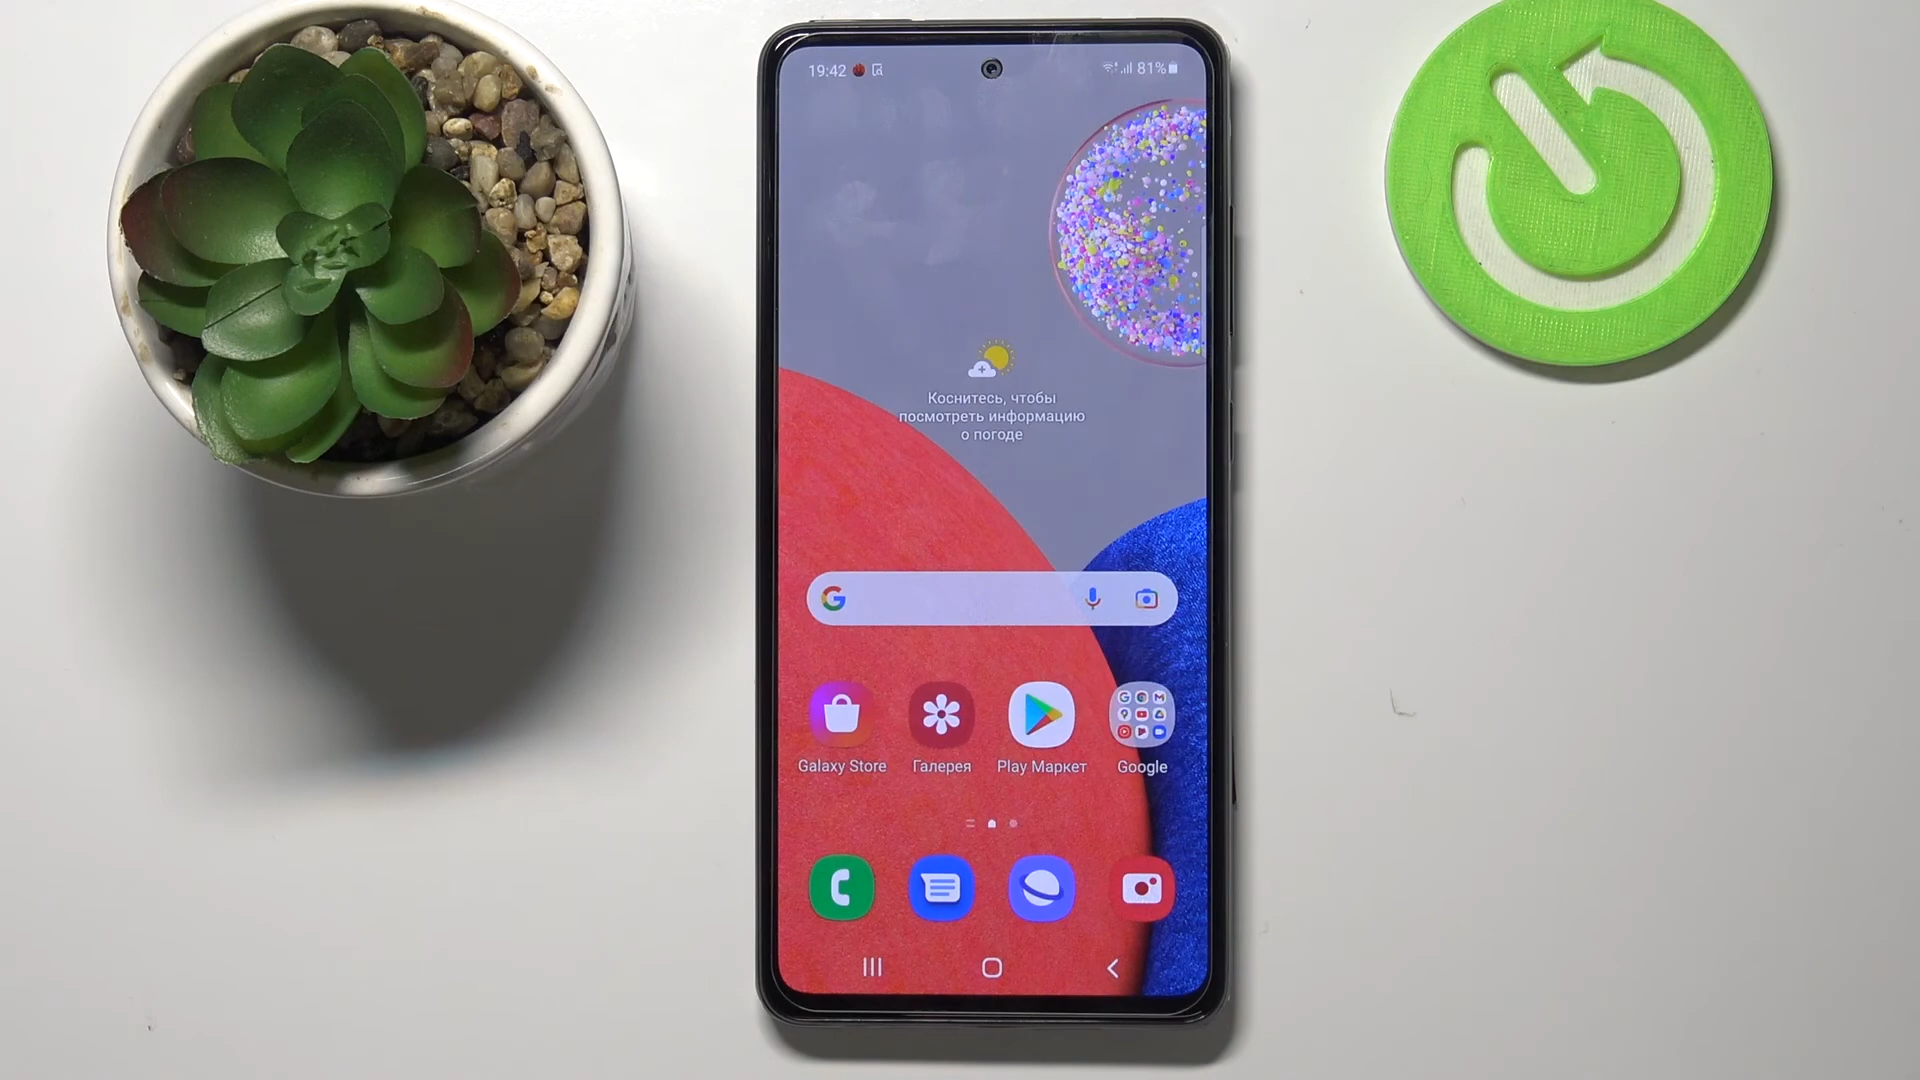 19:42
81%
Коснитесь, чтобы
посмотреть информацию
о погоде
Galaxy Store
Галерея
Play Маркет
Google